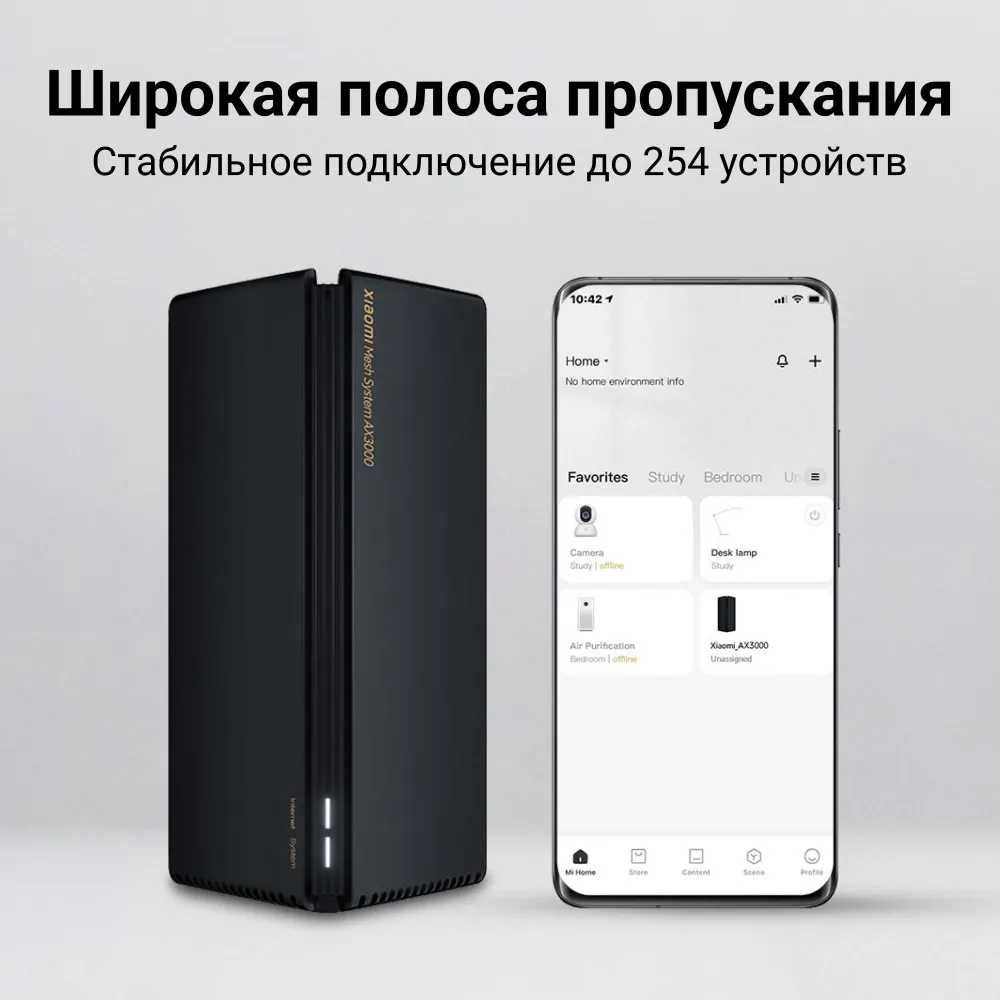 Широкая полоса пропускания
Стабильное подключение до 254 устройств
xiaomi Mesh System AX3000
Internet System
10:42
Home
No home environment info
Favorites Study Bedroom
Camera
Study | offline
Desk lamp
Study
Air Purification
Bedroom | offline
Xiaomi_AX3000
Unassigned
Mi Home Store Content Scene Profile